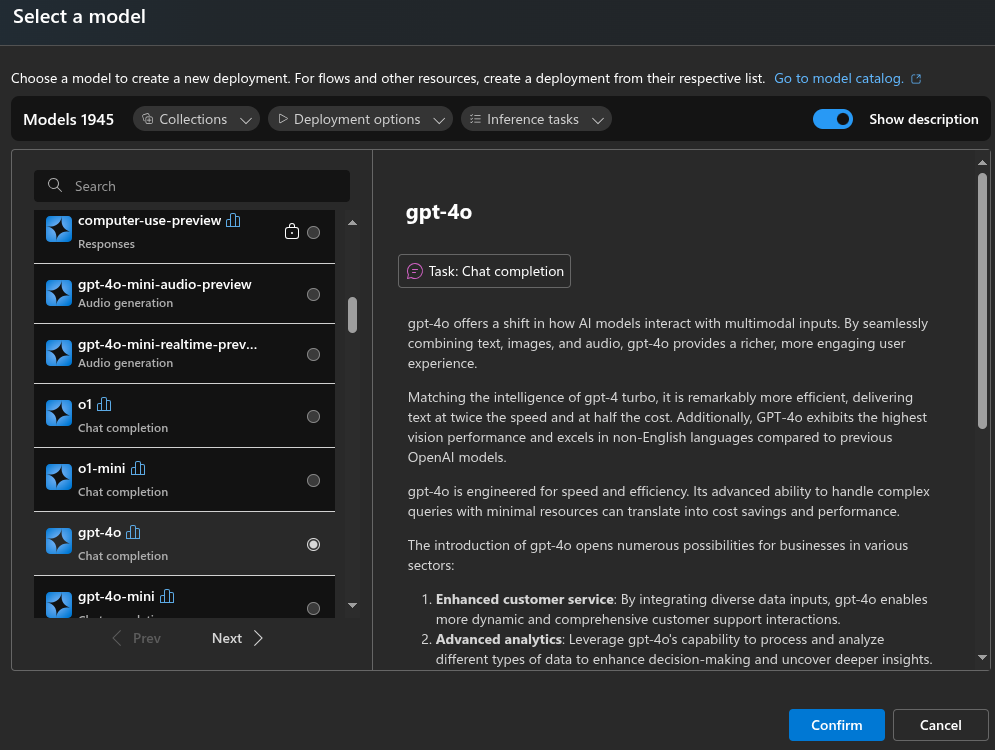 Select a model
Choose a model to create a new deployment. For flows and other resources, create a deployment from their respective list. Go to model catalog.
Models 1945 Collections Deployment options Inference tasks Show description
Search
computer-use-preview
Responses
gpt-4o-mini-audio-preview
Audio generation
gpt-4o-mini-realtime-prev...
Audio generation
o1
Chat completion
o1-mini
Chat completion
gpt-4o
Chat completion
gpt-4o-mini
Prev Next
gpt-4o
Task: Chat completion
gpt-4o offers a shift in how AI models interact with multimodal inputs. By seamlessly
combining text, images, and audio, gpt-4o provides a richer, more engaging user
experience.
Matching the intelligence of gpt-4 turbo, it is remarkably more efficient, delivering
text at twice the speed and at half the cost. Additionally, GPT-4o exhibits the highest
vision performance and excels in non-English languages compared to previous
OpenAI models.
gpt-4o is engineered for speed and efficiency. Its advanced ability to handle complex
queries with minimal resources can translate into cost savings and performance.
The introduction of gpt-4o opens numerous possibilities for businesses in various
sectors:
1. Enhanced customer service: By integrating diverse data inputs, gpt-4o enables
more dynamic and comprehensive customer support interactions.
2. Advanced analytics: Leverage gpt-4o's capability to process and analyze
different types of data to enhance decision-making and uncover deeper insights.
Confirm Cancel